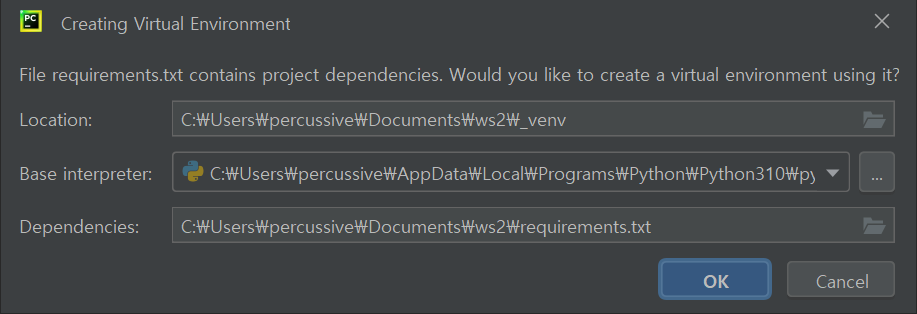 PC
Creating Virtual Environment
File requirements.txt contains project dependencies. Would you like to create a virtual environment using it?
Location: C:₩Users₩percussive₩Documents₩ws2₩_venv
Base interpreter: C:₩Users₩percussive₩AppData₩Local₩Programs₩Python₩Python310₩py ...
Dependencies: C:₩Users₩percussive₩Documents₩ws2₩requirements.txt
OK Cancel